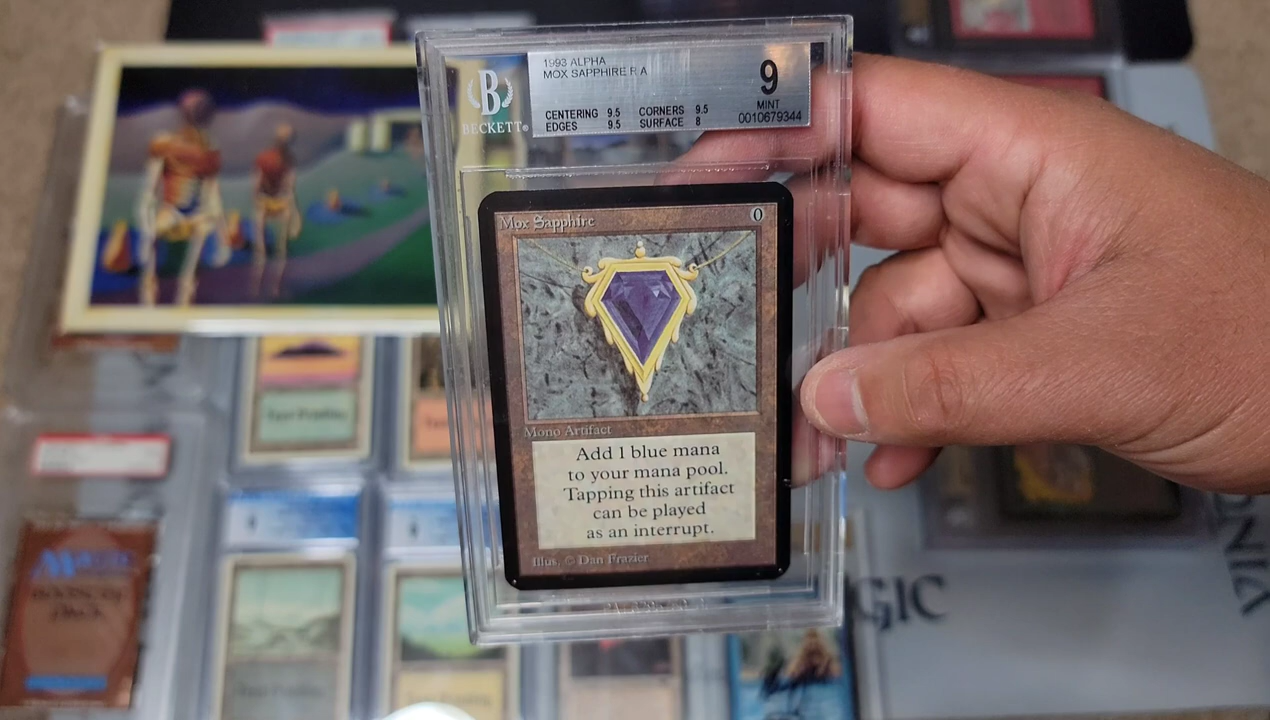 1993 ALPHA
MOX SAPPHIRE R A
9
MINT
0010679344
CENTERING 9.5 CORNERS 9.5
EDGES 9.5 SURFACE 8
B
BECKETT®
Mox Sapphire 0
Mono Artifact
Add 1 blue mana
to your mana pool.
Tapping this artifact
can be played
as an interrupt.
Illus. © Dan Frazier
GIC